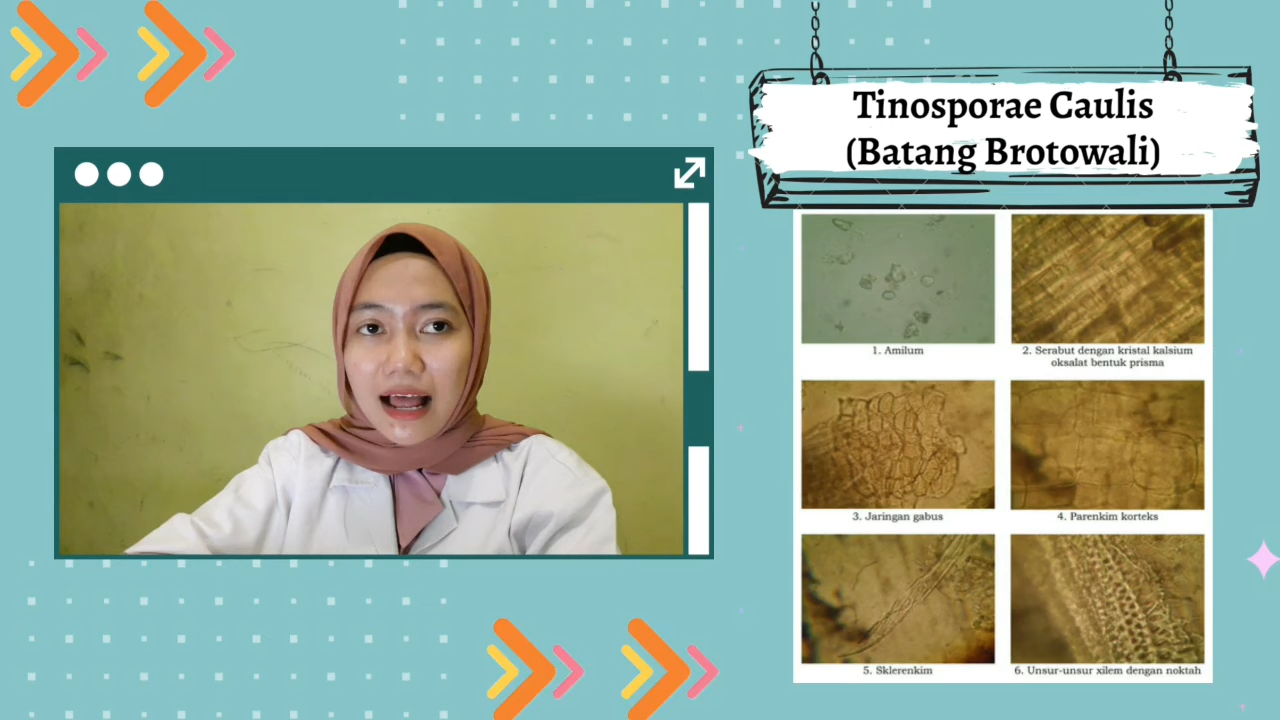 Tinosporae Caulis
(Batang Brotowali)
1. Amilum
2. Serabut dengan kristal kalsium
oksalat bentuk prisma
3. Jaringan gabus
4. Parenkim korteks
5. Sklerenkim
6. Unsur-unsur xilem dengan noktah